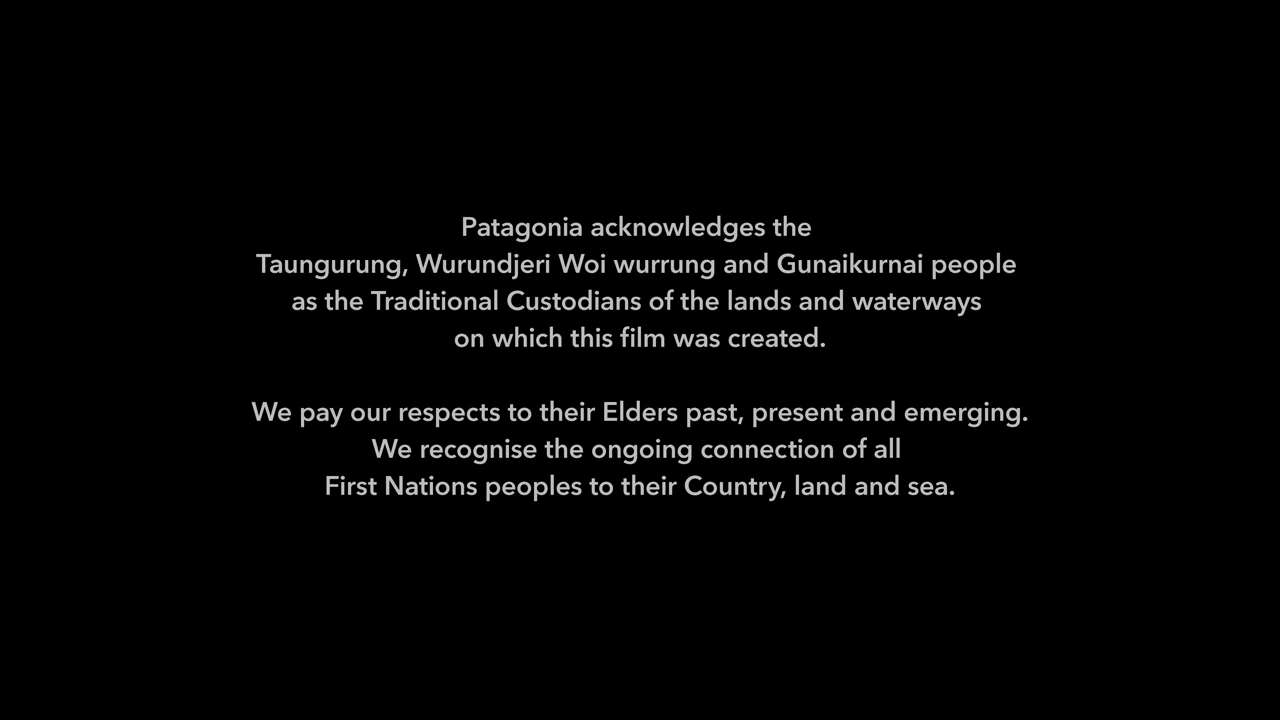 Patagonia acknowledges the
Taungurung, Wurundjeri Woi wurrung and Gunaikurnai people
as the Traditional Custodians of the lands and waterways
on which this film was created.
We pay our respects to their Elders past, present and emerging.
We recognise the ongoing connection of all
First Nations peoples to their Country, land and sea.